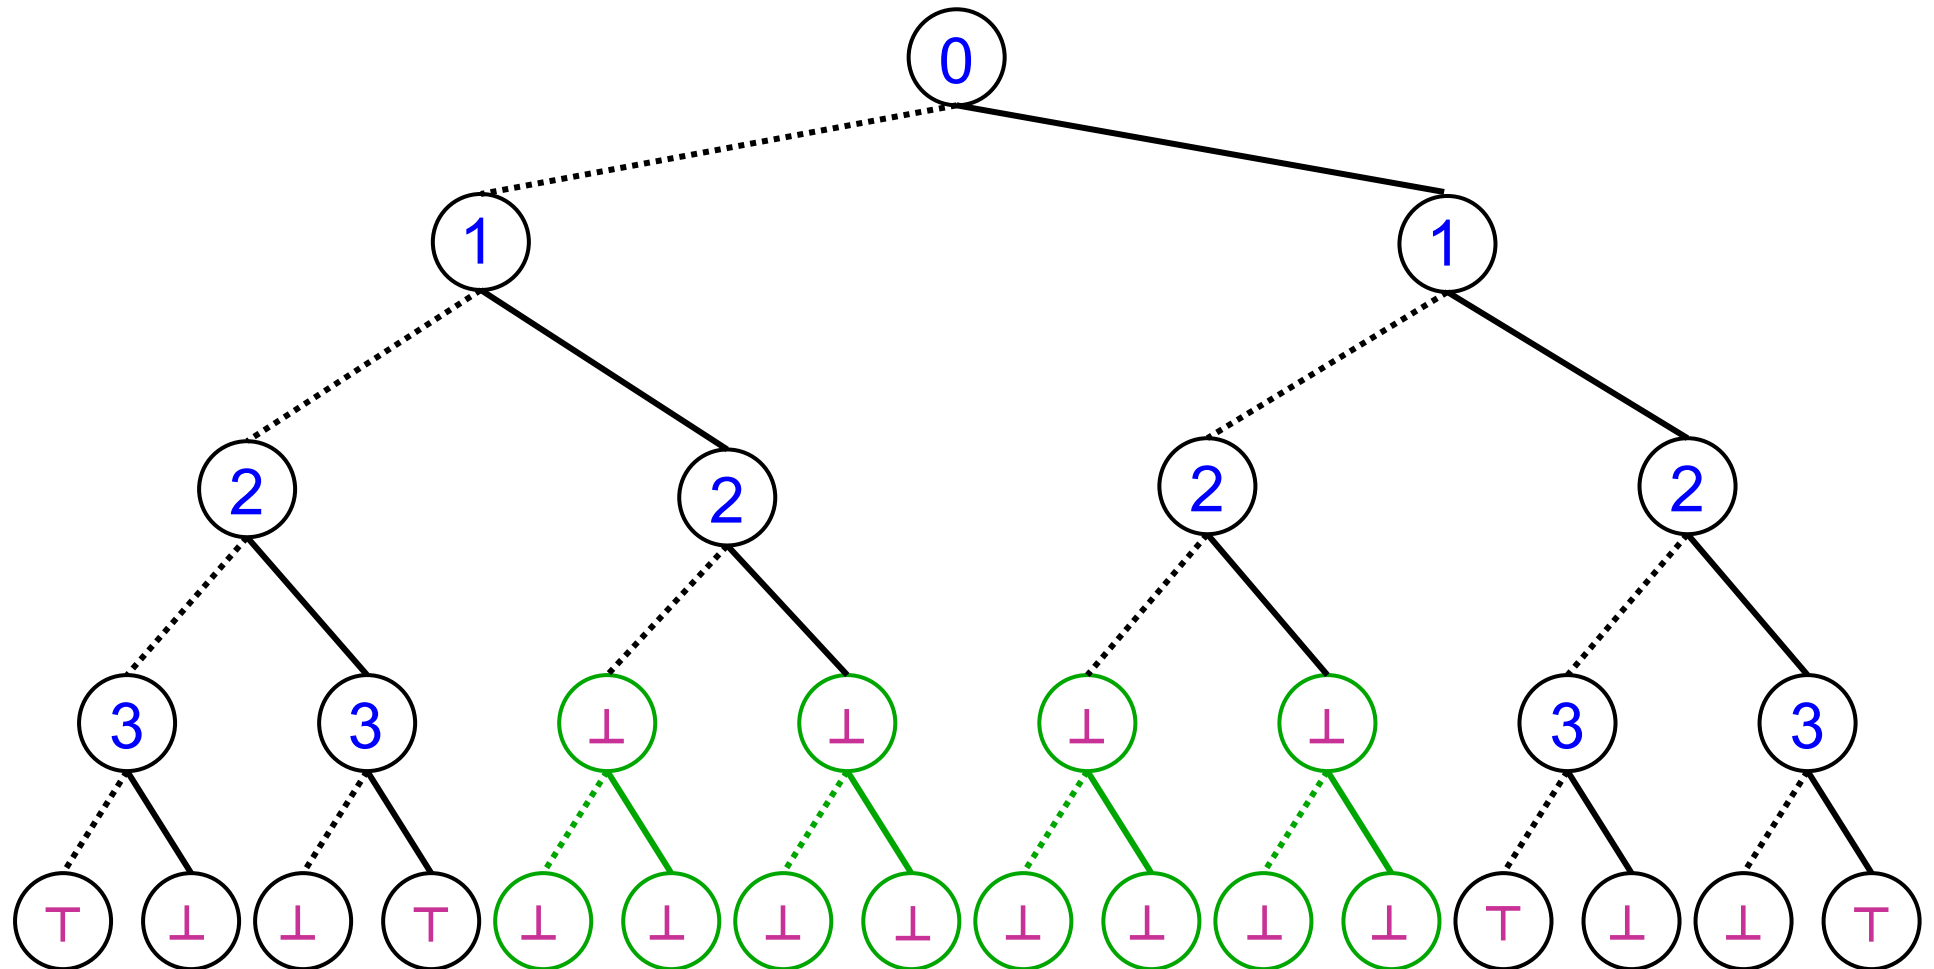 0
1 1
2 2 2 2
3 3 ⊥ ⊥ ⊥ ⊥ 3 3
⊤ ⊥ ⊥ ⊤ ⊥ ⊥ ⊥ ⊥ ⊥ ⊥ ⊥ ⊥ ⊤ ⊥ ⊥ ⊤